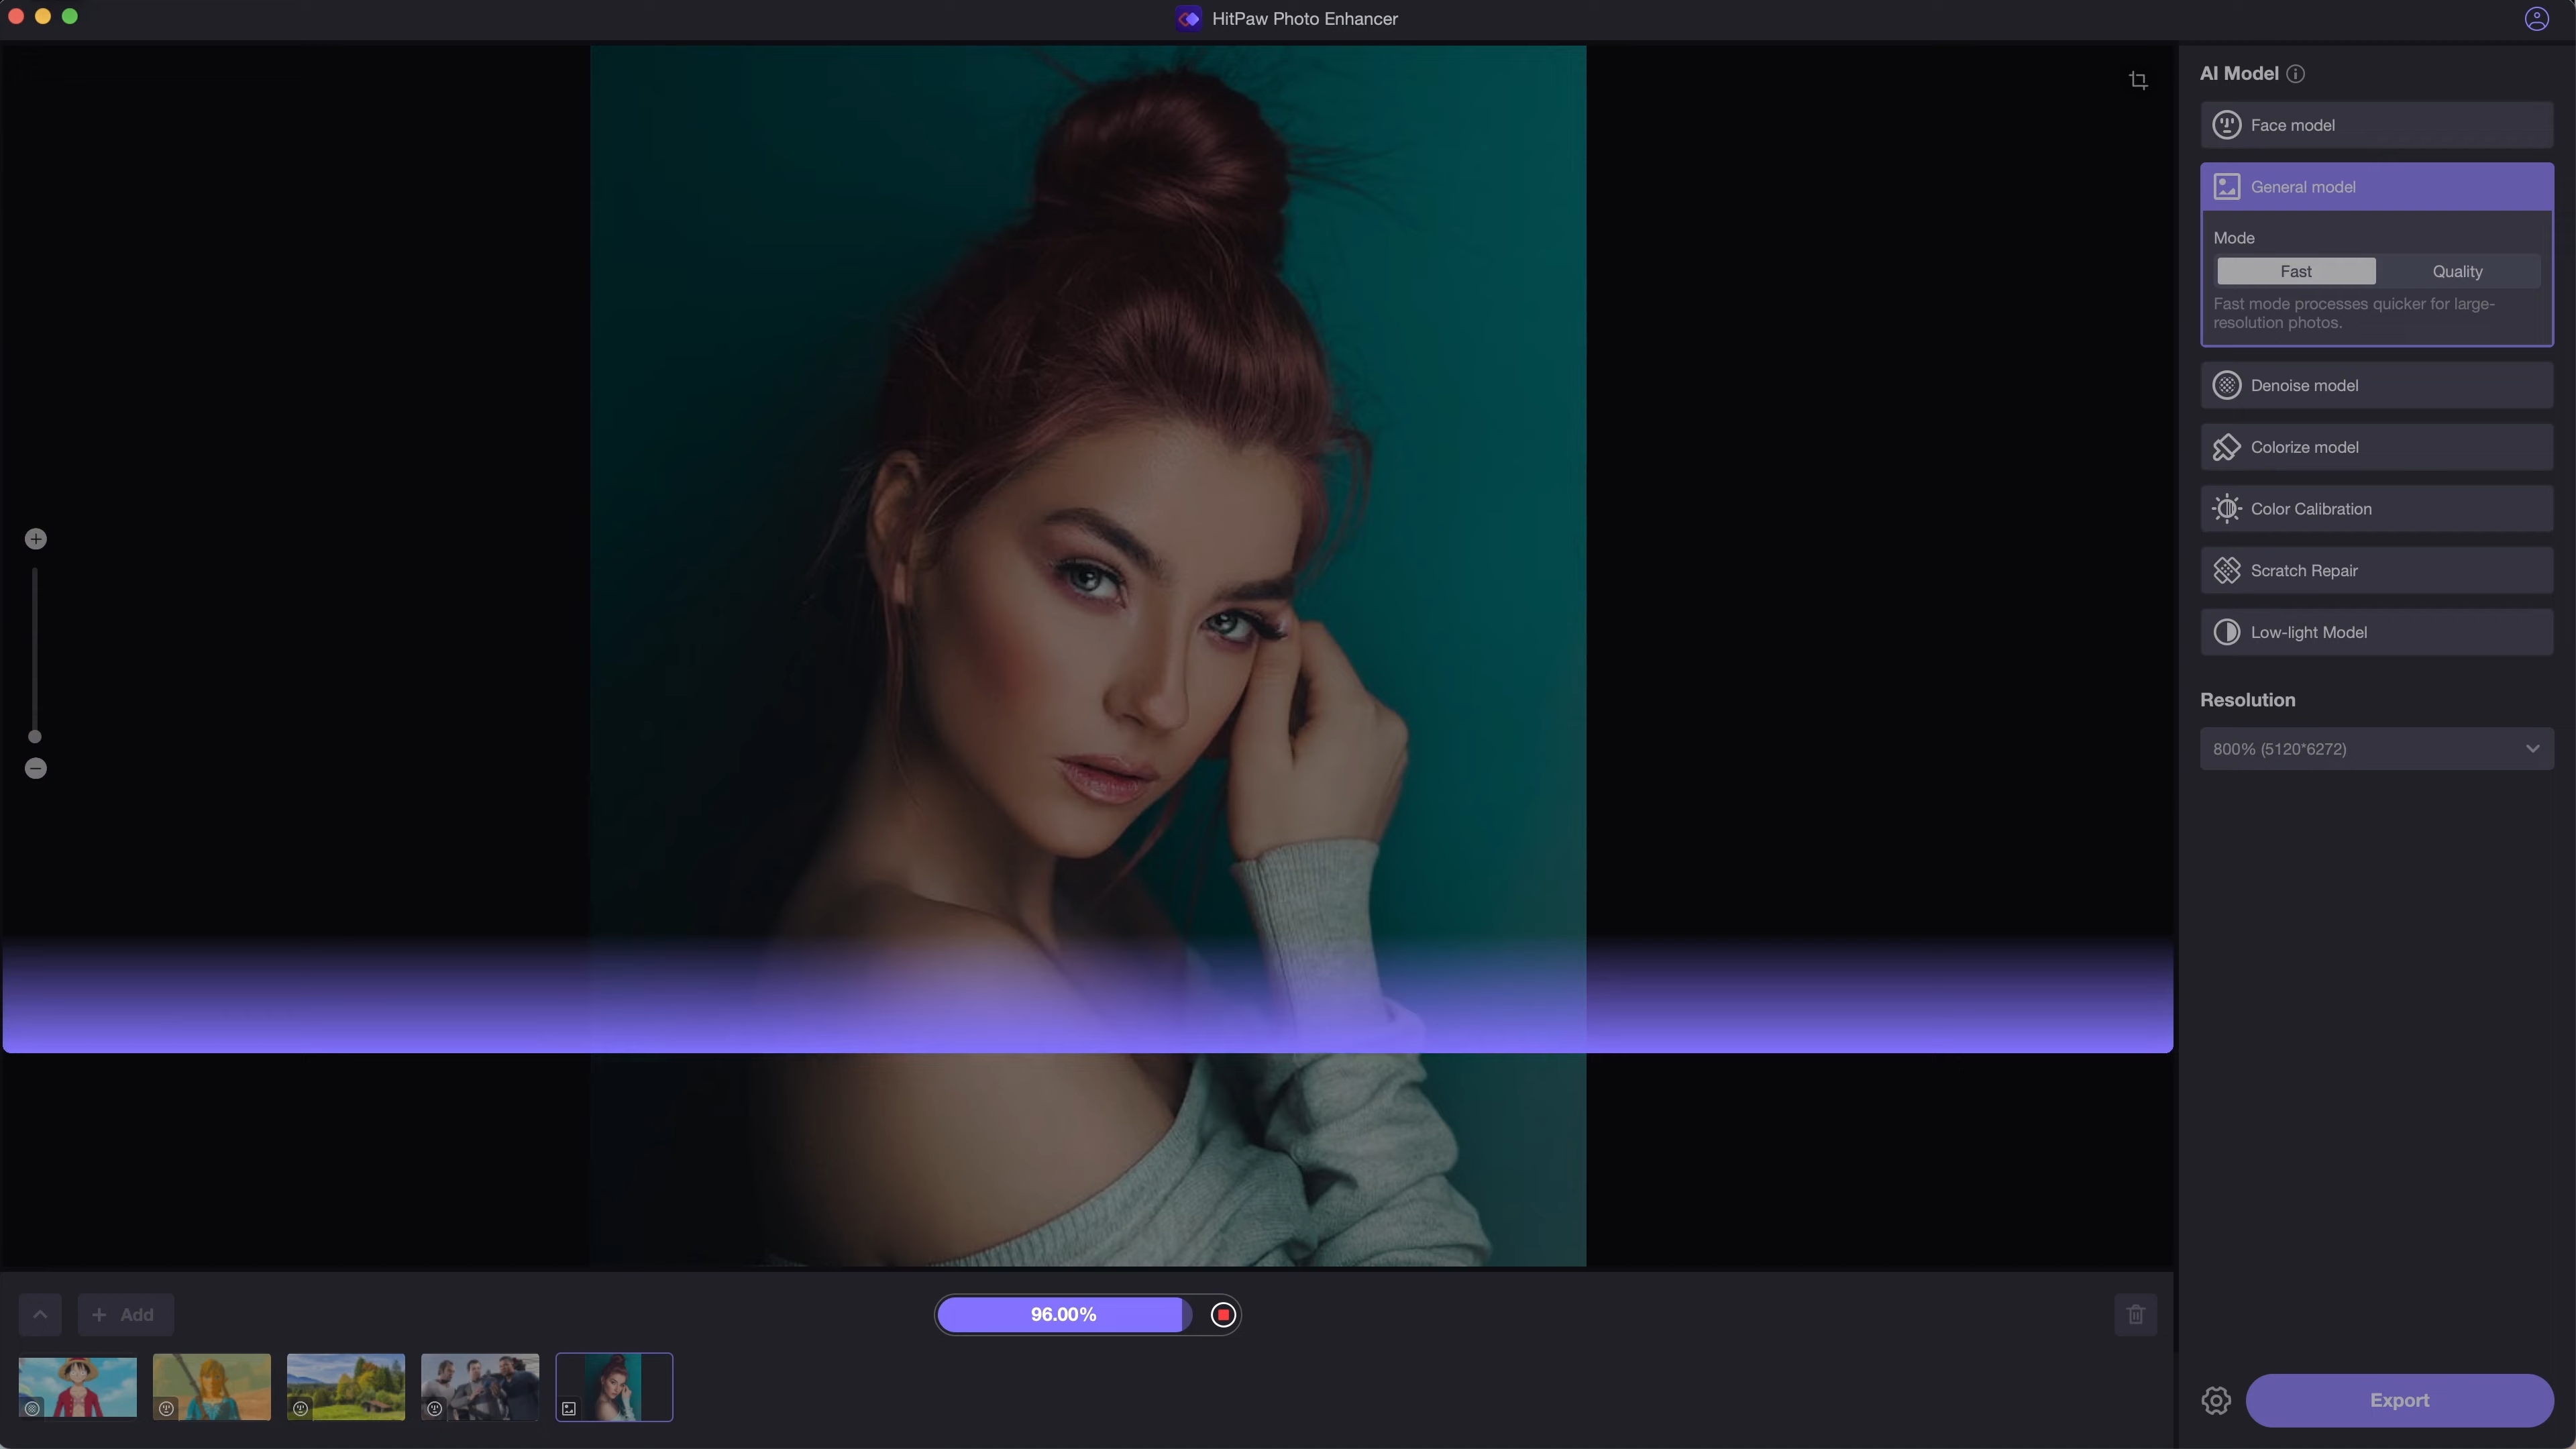 HitPaw Photo Enhancer
AI Model
Face model
General model
Mode
Fast
Quality
Fast mode processes quicker for large-
resolution photos.
Denoise model
Colorize model
Color Calibration
Scratch Repair
Low-light Model
Resolution
800% (5120*6272)
Add
96.00%
Export